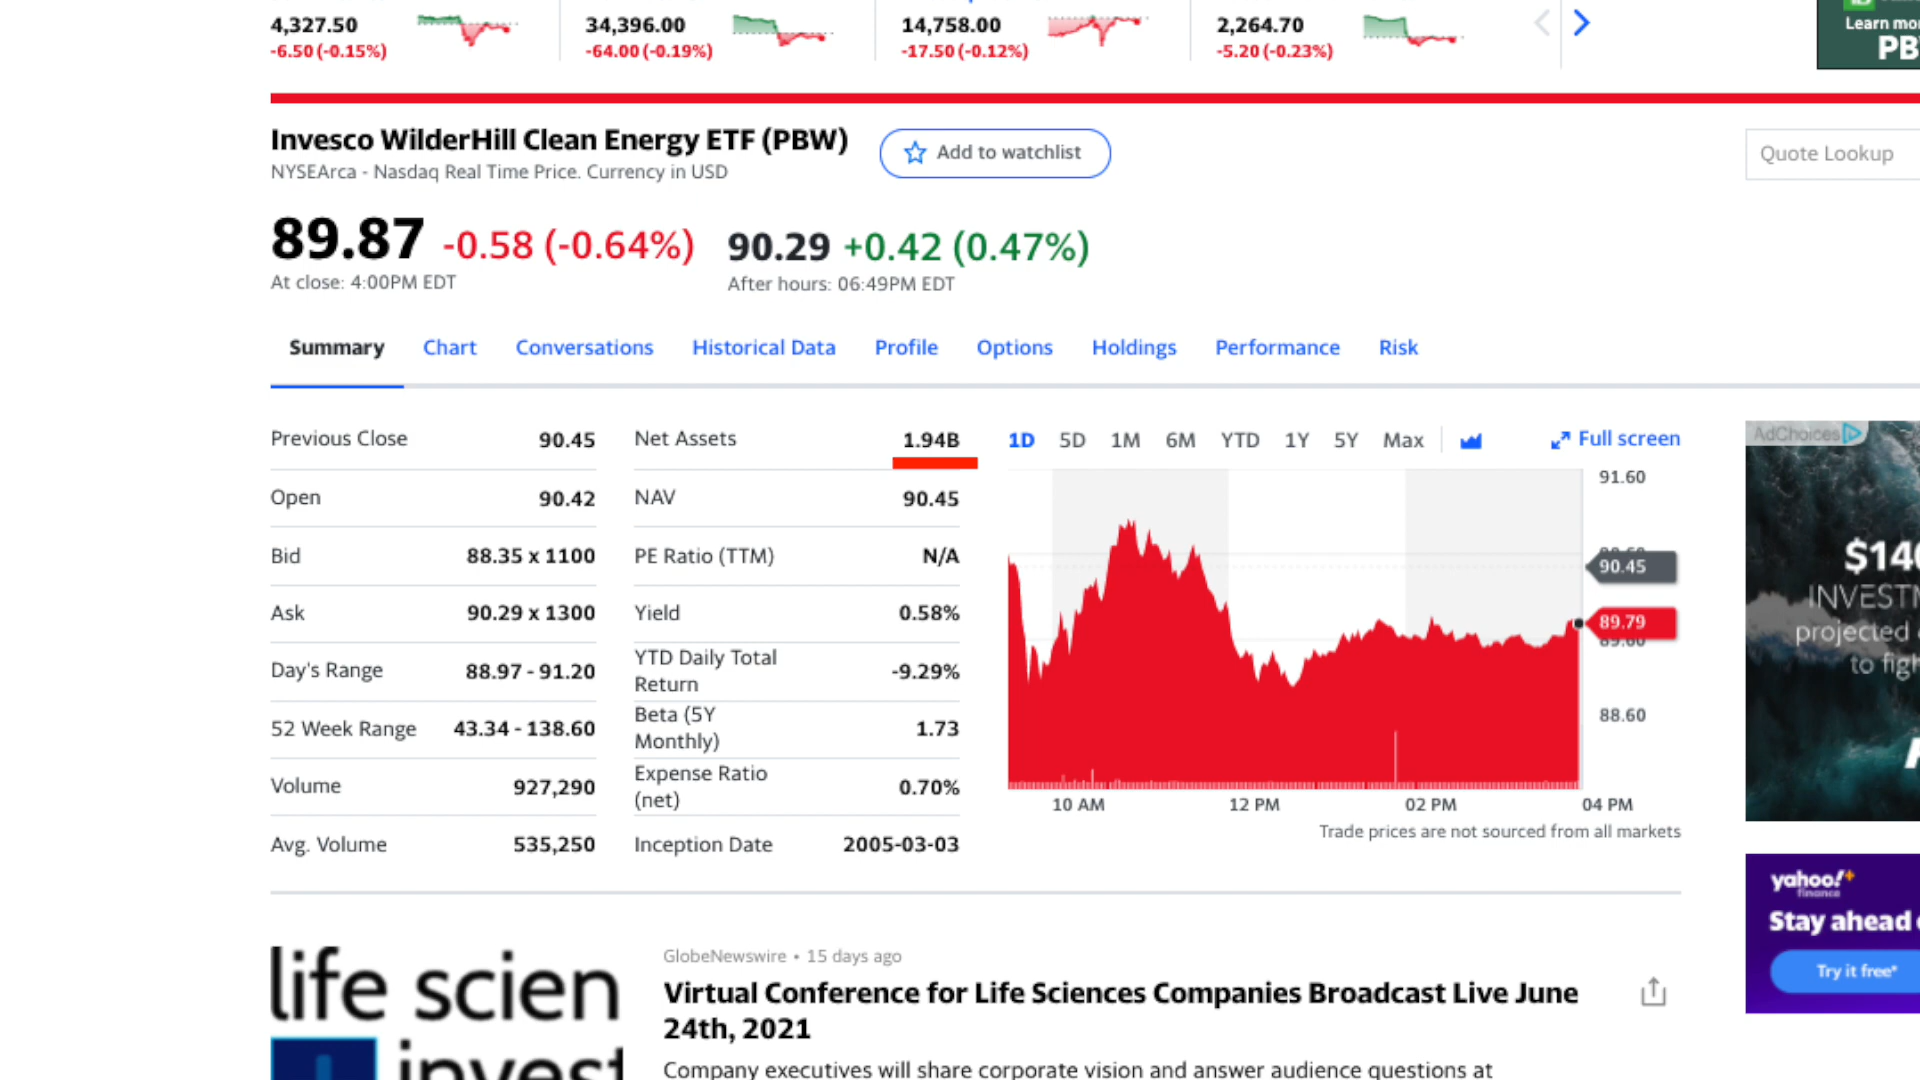 4,327.50
-6.50 (-0.15%)
34,396.00
-64.00 (-0.19%)
14,758.00
-17.50 (-0.12%)
2,264.70
-5.20 (-0.23%)
Learn
PB
Invesco WilderHill Clean Energy ETF (PBW)
NYSEArca - Nasdaq Real Time Price. Currency in USD
Add to watchlist
Quote Lookup
89.87 -0.58 (-0.64%)
At close: 4:00PM EDT
90.29 +0.42 (0.47%)
After hours: 06:49PM EDT
Summary Chart Conversations Historical Data Profile Options Holdings Performance Risk
Previous Close 90.45
Open 90.42
Bid 88.35 x 1100
Ask 90.29 x 1300
Day's Range 88.97 - 91.20
52 Week Range 43.34 - 138.60
Volume 927,290
Avg. Volume 535,250
Net Assets 1.94B
NAV 90.45
PE Ratio (TTM) N/A
Yield 0.58%
YTD Daily Total
Return -9.29%
Beta (5Y
Monthly) 1.73
Expense Ratio
(net) 0.70%
Inception Date 2005-03-03
1D 5D 1M 6M YTD 1Y 5Y Max
Full screen
91.60
90.45
89.79
88.60
10 AM 12 PM 02 PM 04 PM
Trade prices are not sourced from all markets
AdChoices
projected
to
yahoo!+
finance
Stay ahead
Try it free*
life scien
invest
GlobeNewswire • 15 days ago
Virtual Conference for Life Sciences Companies Broadcast Live June
24th, 2021
Company executives will share corporate vision and answer audience questions at